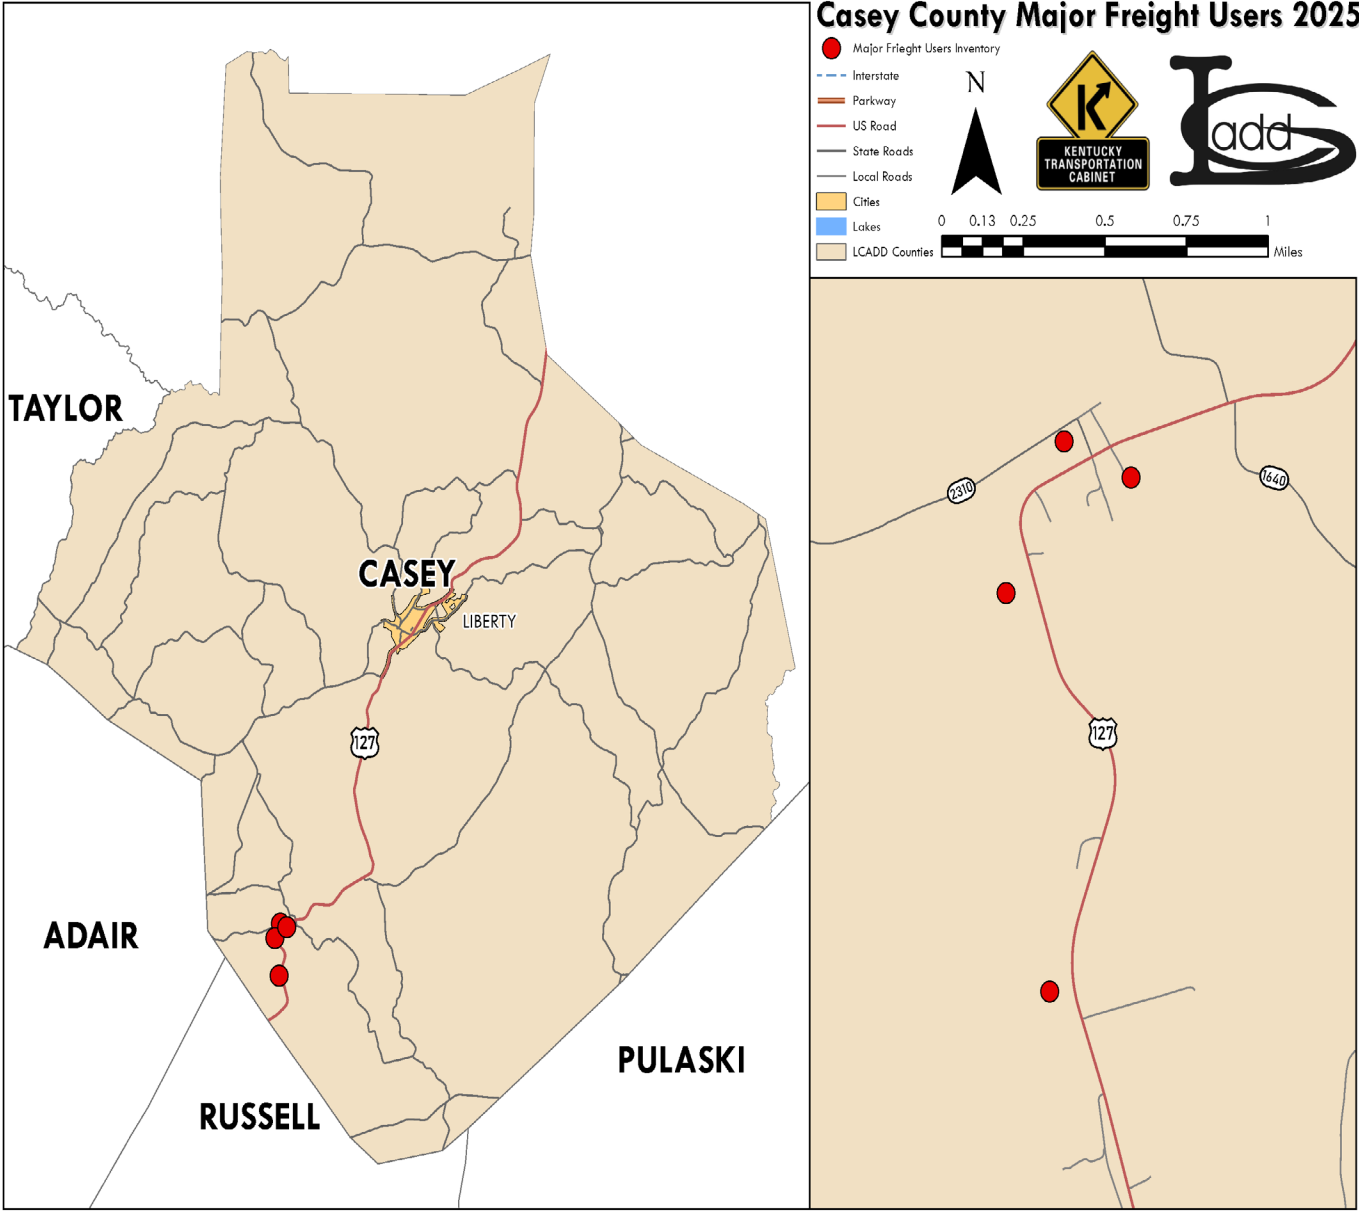 Casey County Major Freight Users 2025
Major Frieght Users Inventory
Interstate
Parkway
US Road
State Roads
Local Roads
Cities
Lakes
LCADD Counties
N
KENTUCKY
TRANSPORTATION
CABINET
Ladd
0 0.13 0.25 0.5 0.75 1
Miles
TAYLOR
CASEY
LIBERTY
127
ADAIR
PULASKI
RUSSELL
2310
1640
127